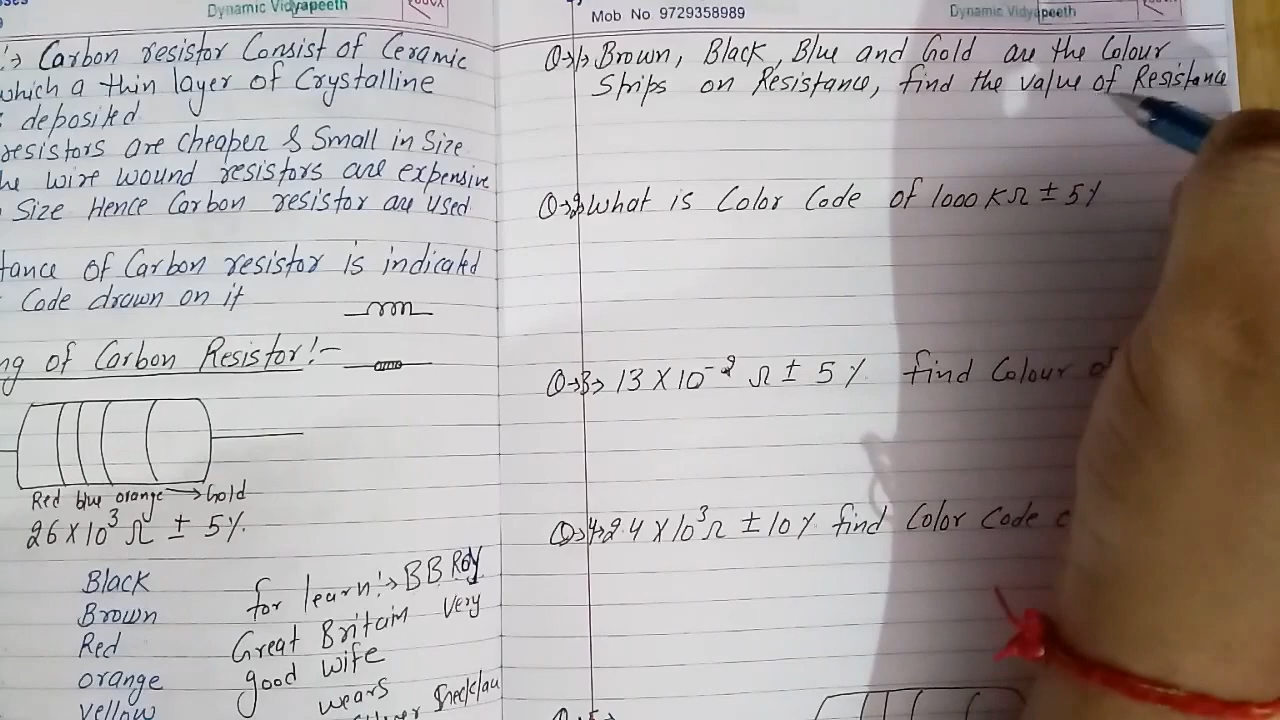 Dynamic Vidyapeeth
:→ Carbon resistor Consist of Ceramic
which a thin layer of Crystalline
deposited
resistors are Cheaper & Small in Size
wire wound resistors are expensive
Size Hence Carbon resistor are used
tance of Carbon resistor is indicated
Code drawn on it
ng of Carbon Resistor!-
Red blue orange → Gold
26 × 10³ Ω ± 5%.
Black
Brown
Red
orange
yellow
for learn:→ B B Roy
Great Britain very
good wife
wears
Mob No 9729358989
Dynamic Vidyapeeth
Q→1→ Brown, Black, Blue and Gold are the Colour
Strips on Resistance, find the value of Resistance
Q→2→ What is Color Code of 1000 KΩ ± 5%
Q→3→ 13 × 10⁻² Ω ± 5%. find Colour
Q→4→ 2.4 × 10³ Ω ± 10% find Color Code